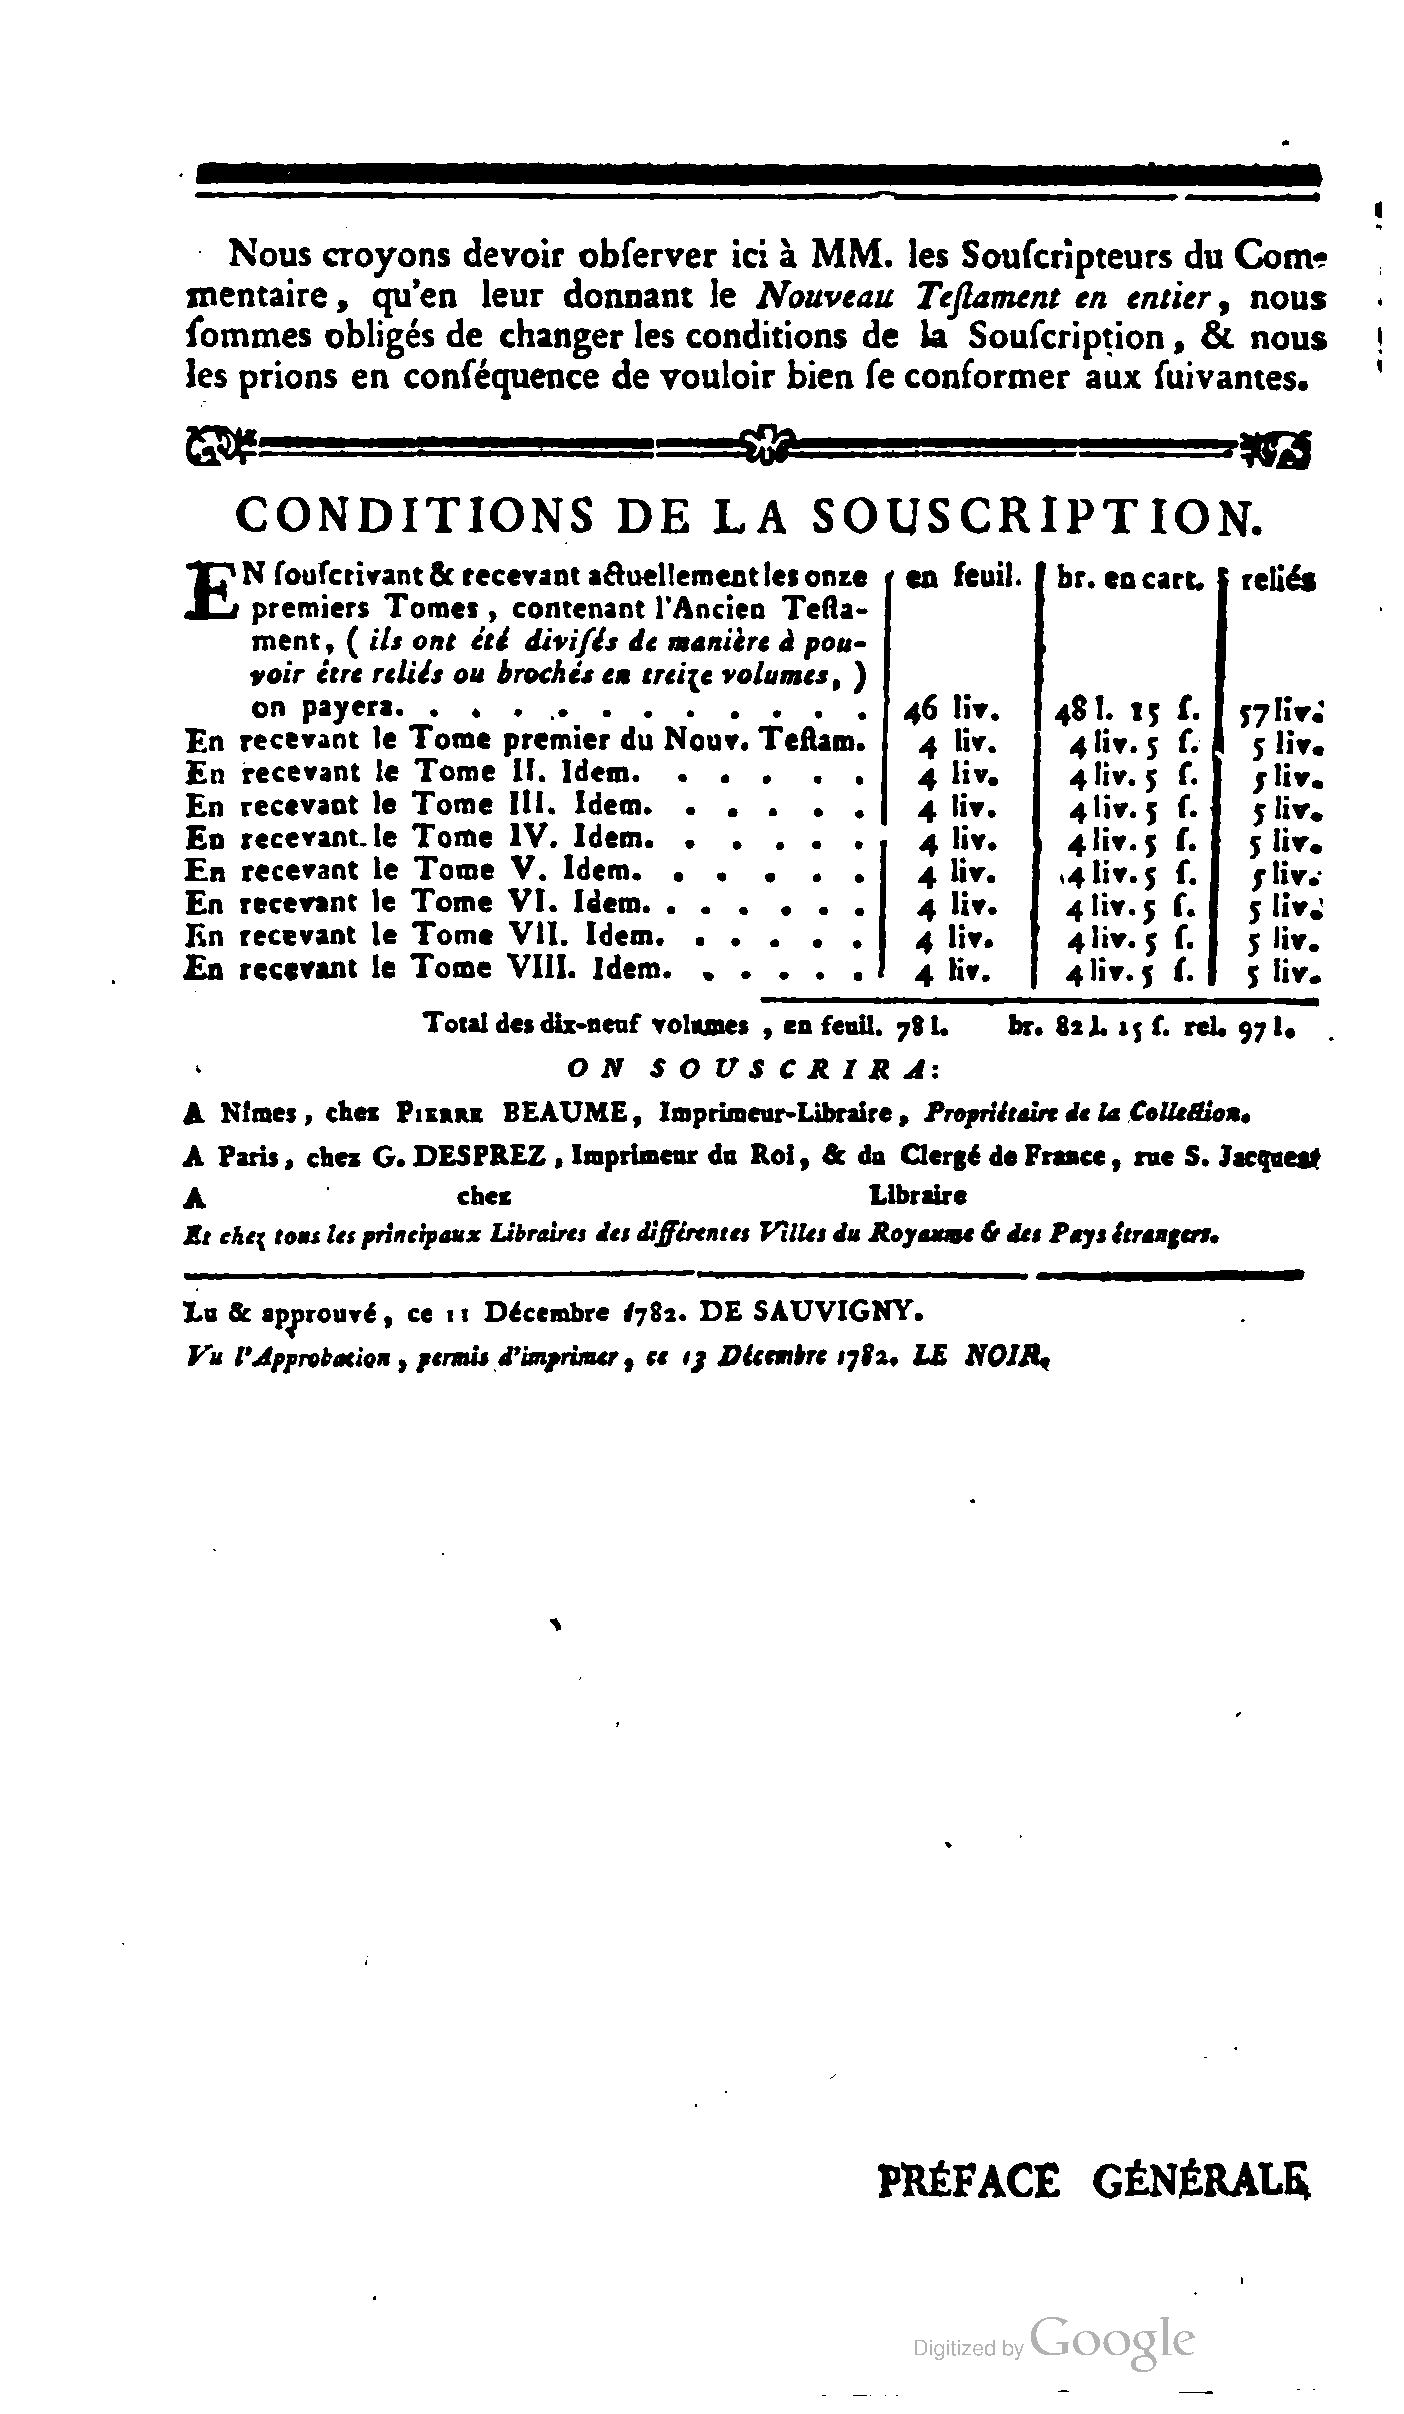 Nous croyons devoir obſerver ici à MM. les Souſcripteurs du Com-
mentaire, qu'en leur donnant le Nouveau Teſtament en entier, nous
ſommes obligés de changer les conditions de la Souſcription, & nous
les prions en conſéquence de vouloir bien ſe conformer aux ſuivantes.
CONDITIONS DE LA SOUSCRIPTION.
EN ſouſcrivant & recevant actuellement les onze en feuil. br. en cart. reliés
premiers Tomes, contenant l'Ancien Teſta-
ment, ( ils ont été diviſés de manière à pou-
voir être reliés ou brochés en treize volumes, )
on payera. . . . . . . . . . . . 46 liv. 48 l. 15 ſ. 57 liv.
En recevant le Tome premier du Nouv. Teſtam. 4 liv. 4 liv. 5 ſ. 5 liv.
En recevant le Tome II. Idem. . . . . . 4 liv. 4 liv. 5 ſ. 5 liv.
En recevant le Tome III. Idem. . . . . . 4 liv. 4 liv. 5 ſ. 5 liv.
En recevant le Tome IV. Idem. . . . . . 4 liv. 4 liv. 5 ſ. 5 liv.
En recevant le Tome V. Idem. . . . . . 4 liv. 4 liv. 5 ſ. 5 liv.
En recevant le Tome VI. Idem. . . . . . . 4 liv. 4 liv. 5 ſ. 5 liv.
En recevant le Tome VII. Idem. . . . . . 4 liv. 4 liv. 5 ſ. 5 liv.
En recevant le Tome VIII. Idem. . . . . . 4 liv. 4 liv. 5 ſ. 5 liv.
Total des dix-neuf volumes, en feuil. 78 l. br. 82 l. 15 ſ. rel. 97 l.
ON SOUSCRIRA:
A Nîmes, chez PIERRE BEAUME, Imprimeur-Libraire, Propriétaire de la Collection.
A Paris, chez G. DESPREZ, Imprimeur du Roi, & du Clergé de France, rue S. Jacques.
A chez Libraire
Et chez tous les principaux Libraires des différentes Villes du Royaume & des Pays étrangers.
Lu & approuvé, ce 11 Décembre 1782. DE SAUVIGNY.
Vu l'Approbation, permis d'imprimer, ce 13 Décembre 1782. LE NOIR.
PRÉFACE GÉNÉRALE
Digitized by Google